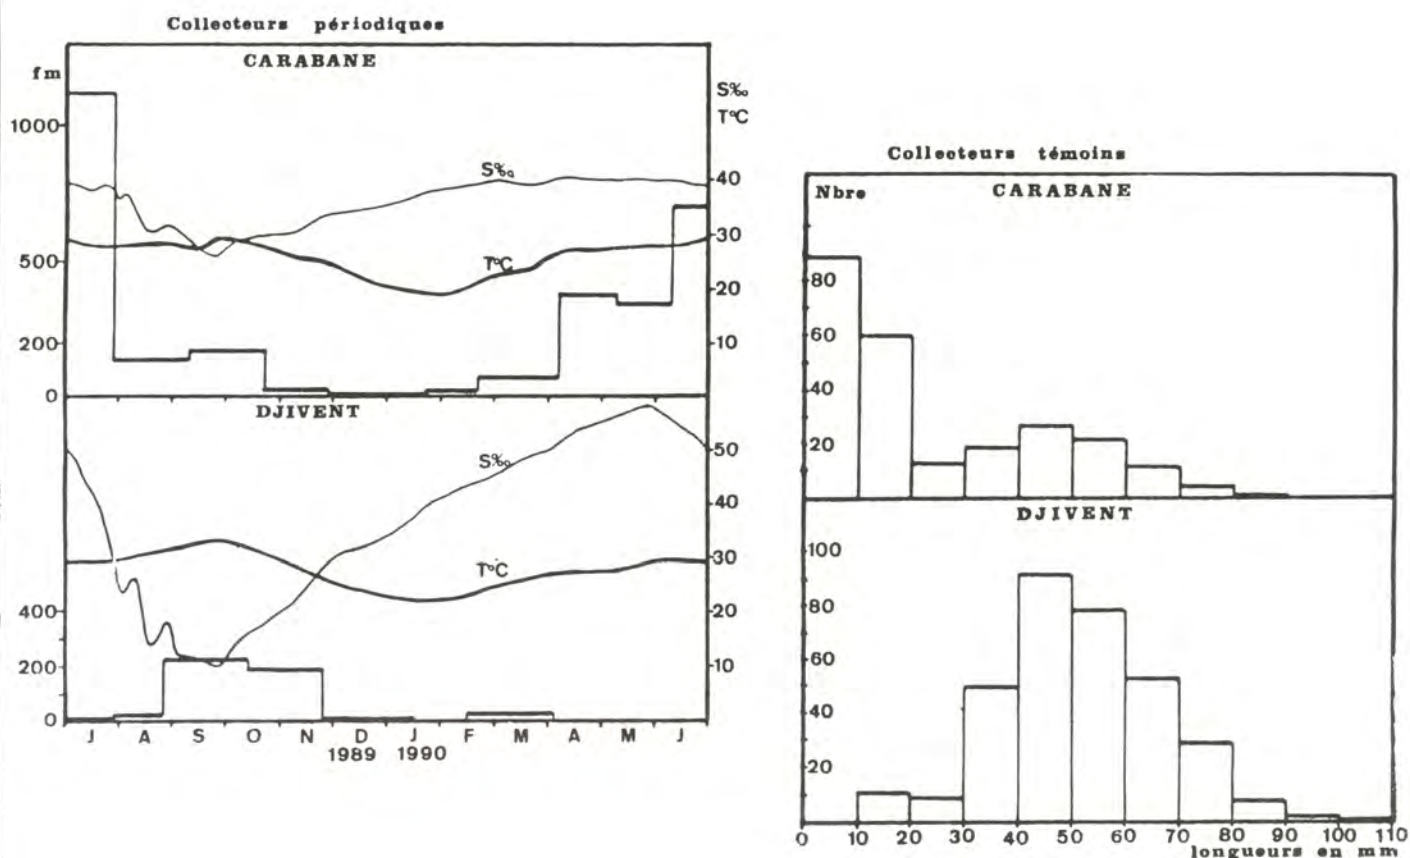 Collecteurs périodiques
CARABANE
fm
1000
500
200
0
S‰
T°C
40
30
20
10
S‰
T°C
DJIVENT
400
200
0
50
40
30
20
10
S‰
T°C
J A S O N D J F M A M J
1989 1990
Collecteurs témoins
Nbre CARABANE
80
60
40
20
DJIVENT
100
80
60
40
20
0 10 20 30 40 50 60 70 80 90 100 110
longueurs en mm